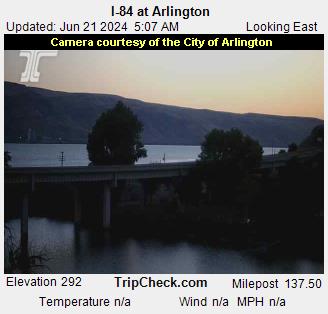 I-84 at Arlington
Updated: Jun 21 2024 5:07 AM Looking East
Camera courtesy of the City of Arlington
Elevation 292 TripCheck.com Milepost 137.50
Temperature n/a Wind n/a MPH n/a